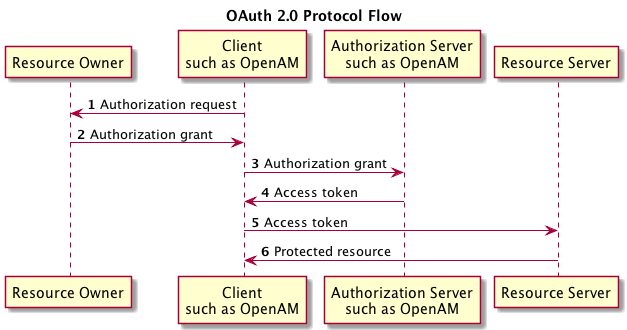 OAuth 2.0 Protocol Flow
Resource Owner
Client
such as OpenAM
Authorization Server
such as OpenAM
Resource Server
1 Authorization request
2 Authorization grant
3 Authorization grant
4 Access token
5 Access token
6 Protected resource
Resource Owner
Client
such as OpenAM
Authorization Server
such as OpenAM
Resource Server